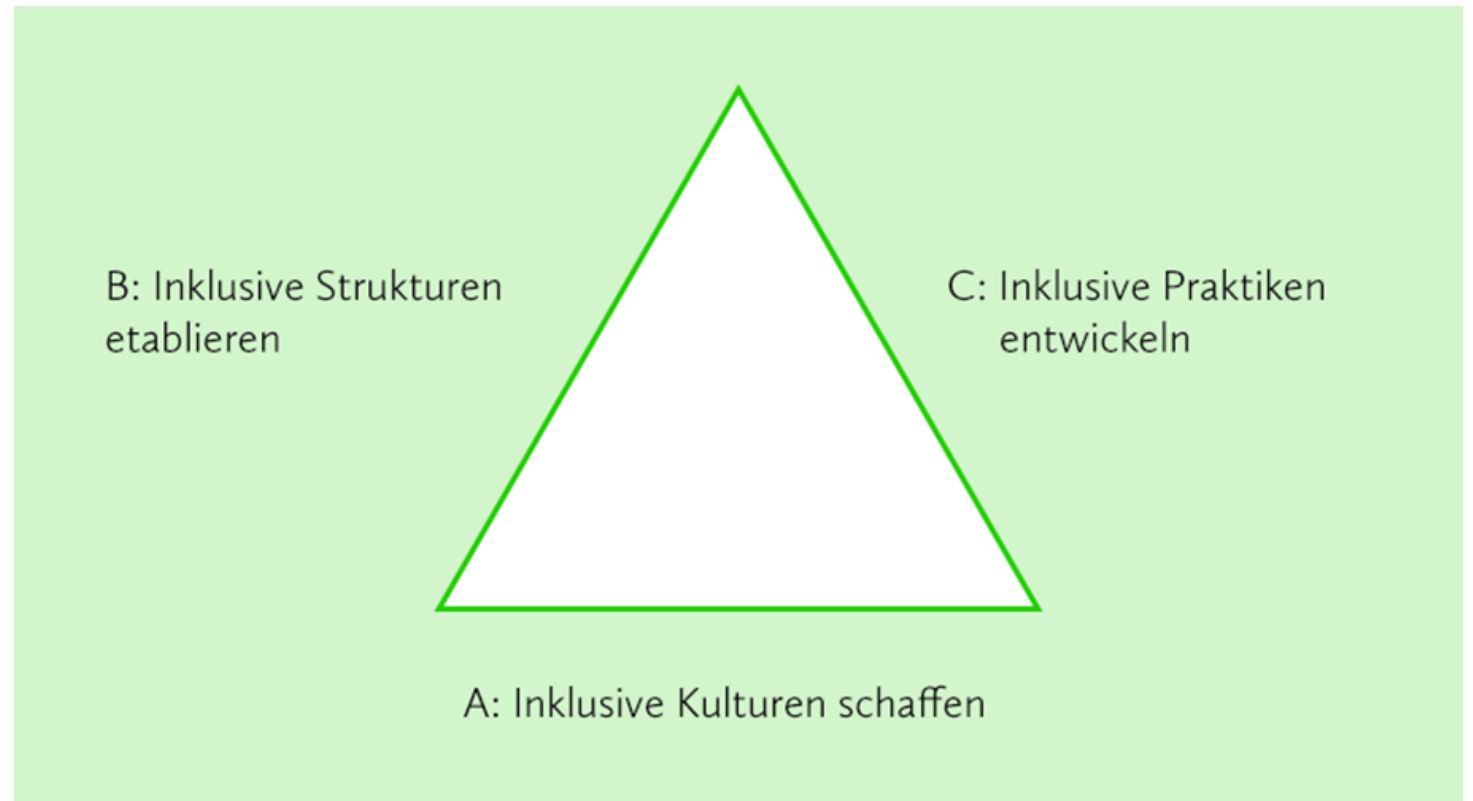 B: Inklusive Strukturen
etablieren
C: Inklusive Praktiken
entwickeln
A: Inklusive Kulturen schaffen